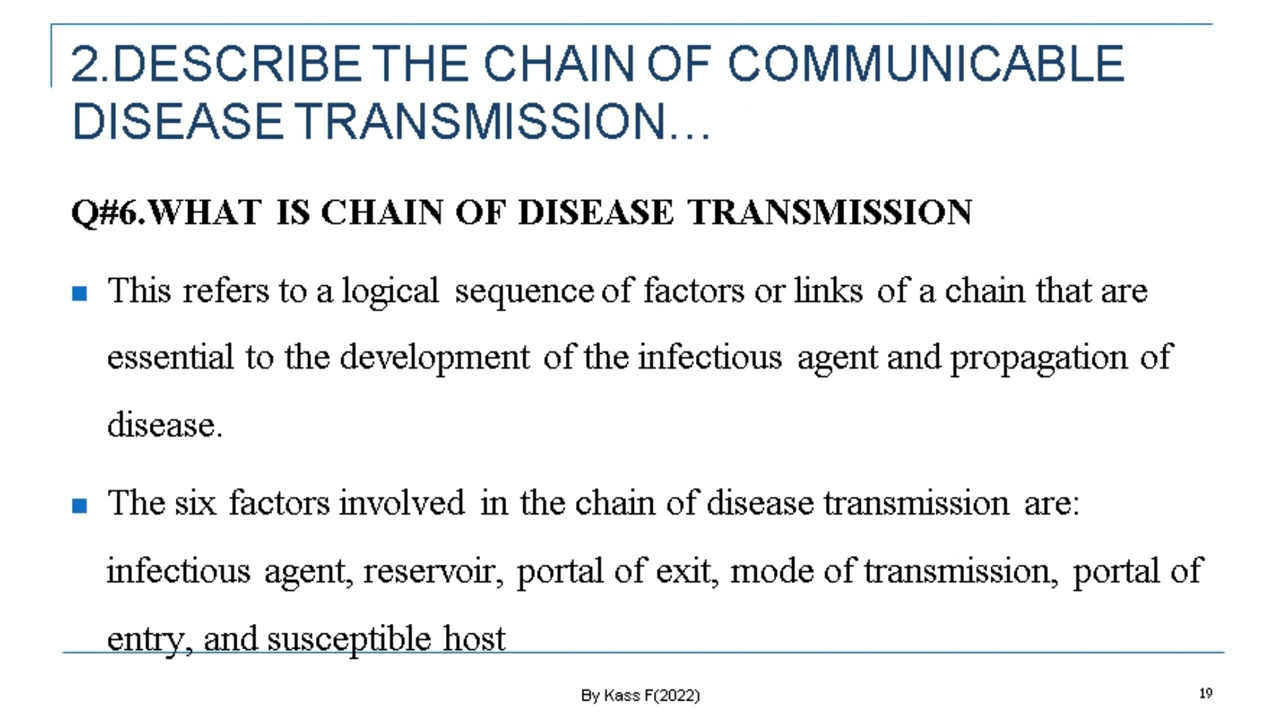 2.DESCRIBE THE CHAIN OF COMMUNICABLE
DISEASE TRANSMISSION…
Q#6.WHAT IS CHAIN OF DISEASE TRANSMISSION
This refers to a logical sequence of factors or links of a chain that are
essential to the development of the infectious agent and propagation of
disease.
The six factors involved in the chain of disease transmission are:
infectious agent, reservoir, portal of exit, mode of transmission, portal of
entry, and susceptible host
By Kass F(2022)
19